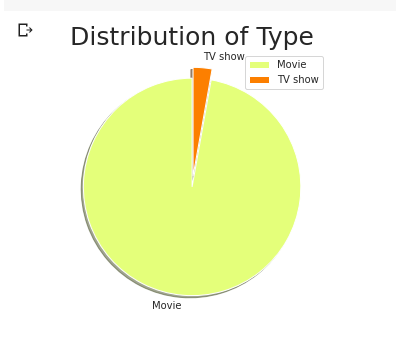 Distribution of Type
TV show
Movie
TV show
Movie